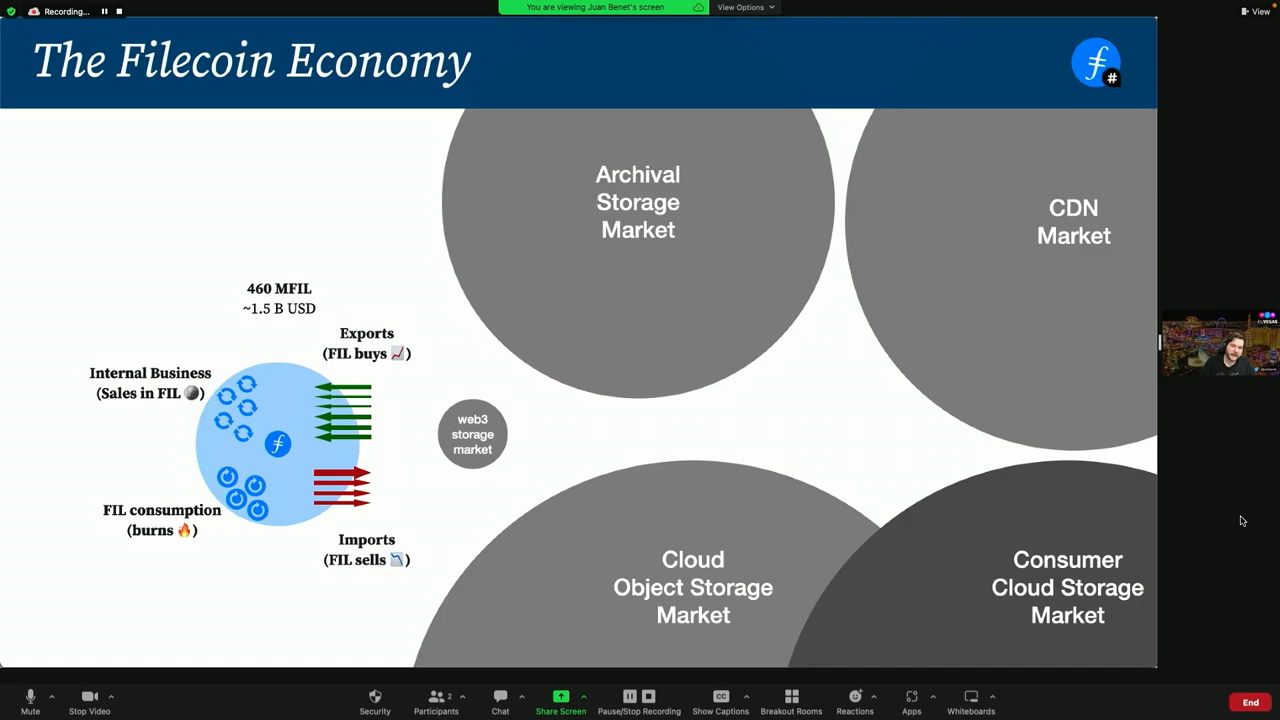 Recording...
You are viewing Juan Benet's screen
View Options
View
The Filecoin Economy
#
Archival
Storage
Market
CDN
Market
460 MFIL
~1.5 B USD
Exports
(FIL buys 📈)
Internal Business
(Sales in FIL 🌖)
web3
storage
market
FIL consumption
(burns 🔥)
Imports
(FIL sells 📉)
Cloud
Object Storage
Market
Consumer
Cloud Storage
Market
Mute
Stop Video
Security
Participants
2
Chat
Share Screen
Pause/Stop Recording
CC
Show Captions
Breakout Rooms
Reactions
Apps
Whiteboards
End